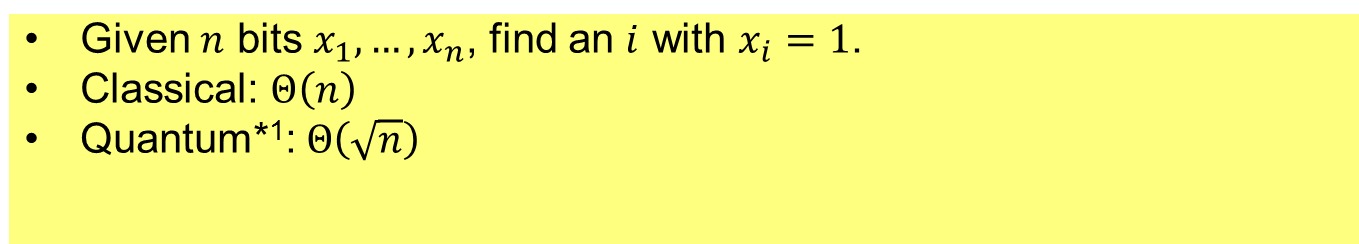 • Given 𝑛 bits 𝑥₁, … , 𝑥ₙ, find an 𝑖 with 𝑥ᵢ = 1.
• Classical: Θ(𝑛)
• Quantum*¹: Θ(√𝑛)